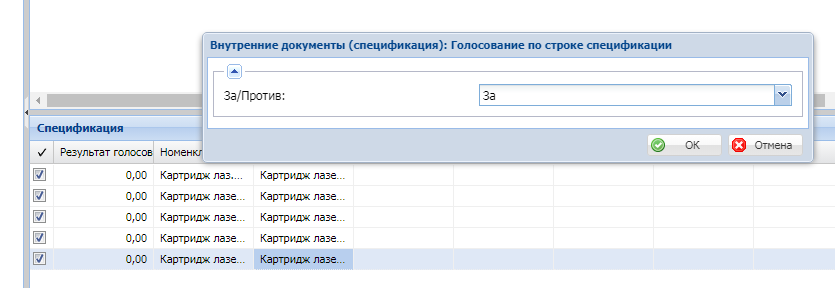 Внутренние документы (спецификация): Голосование по строке спецификации
За/Против: За
ОК Отмена
Спецификация
Результат голосов Номенкл
0,00 Картридж лаз.... Картридж лазе...
0,00 Картридж лазе... Картридж лазе...
0,00 Картридж лазе... Картридж лазе...
0,00 Картридж лазе... Картридж лазе...
0,00 Картридж лазе... Картридж лазе...